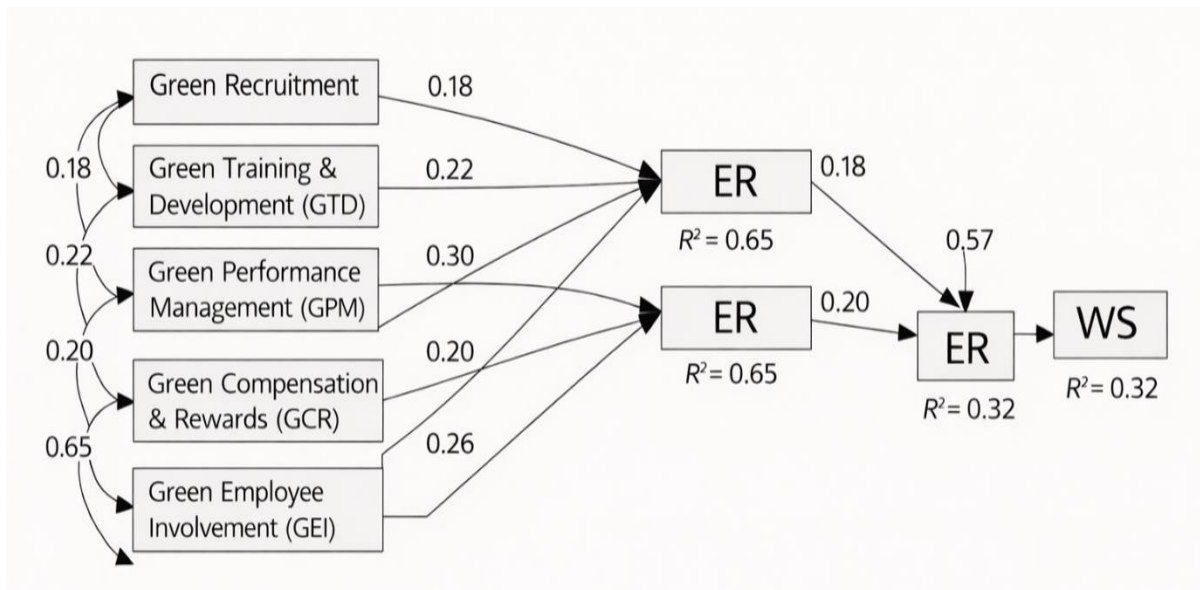 Green Recruitment
0.18
0.18
Green Training &
Development (GTD)
0.22
ER
0.18
R² = 0.65
0.22
Green Performance
Management (GPM)
0.30
0.57
ER
0.20
R² = 0.65
0.20
Green Compensation
& Rewards (GCR)
0.20
ER
R² = 0.32
WS
R² = 0.32
0.65
Green Employee
Involvement (GEI)
0.26